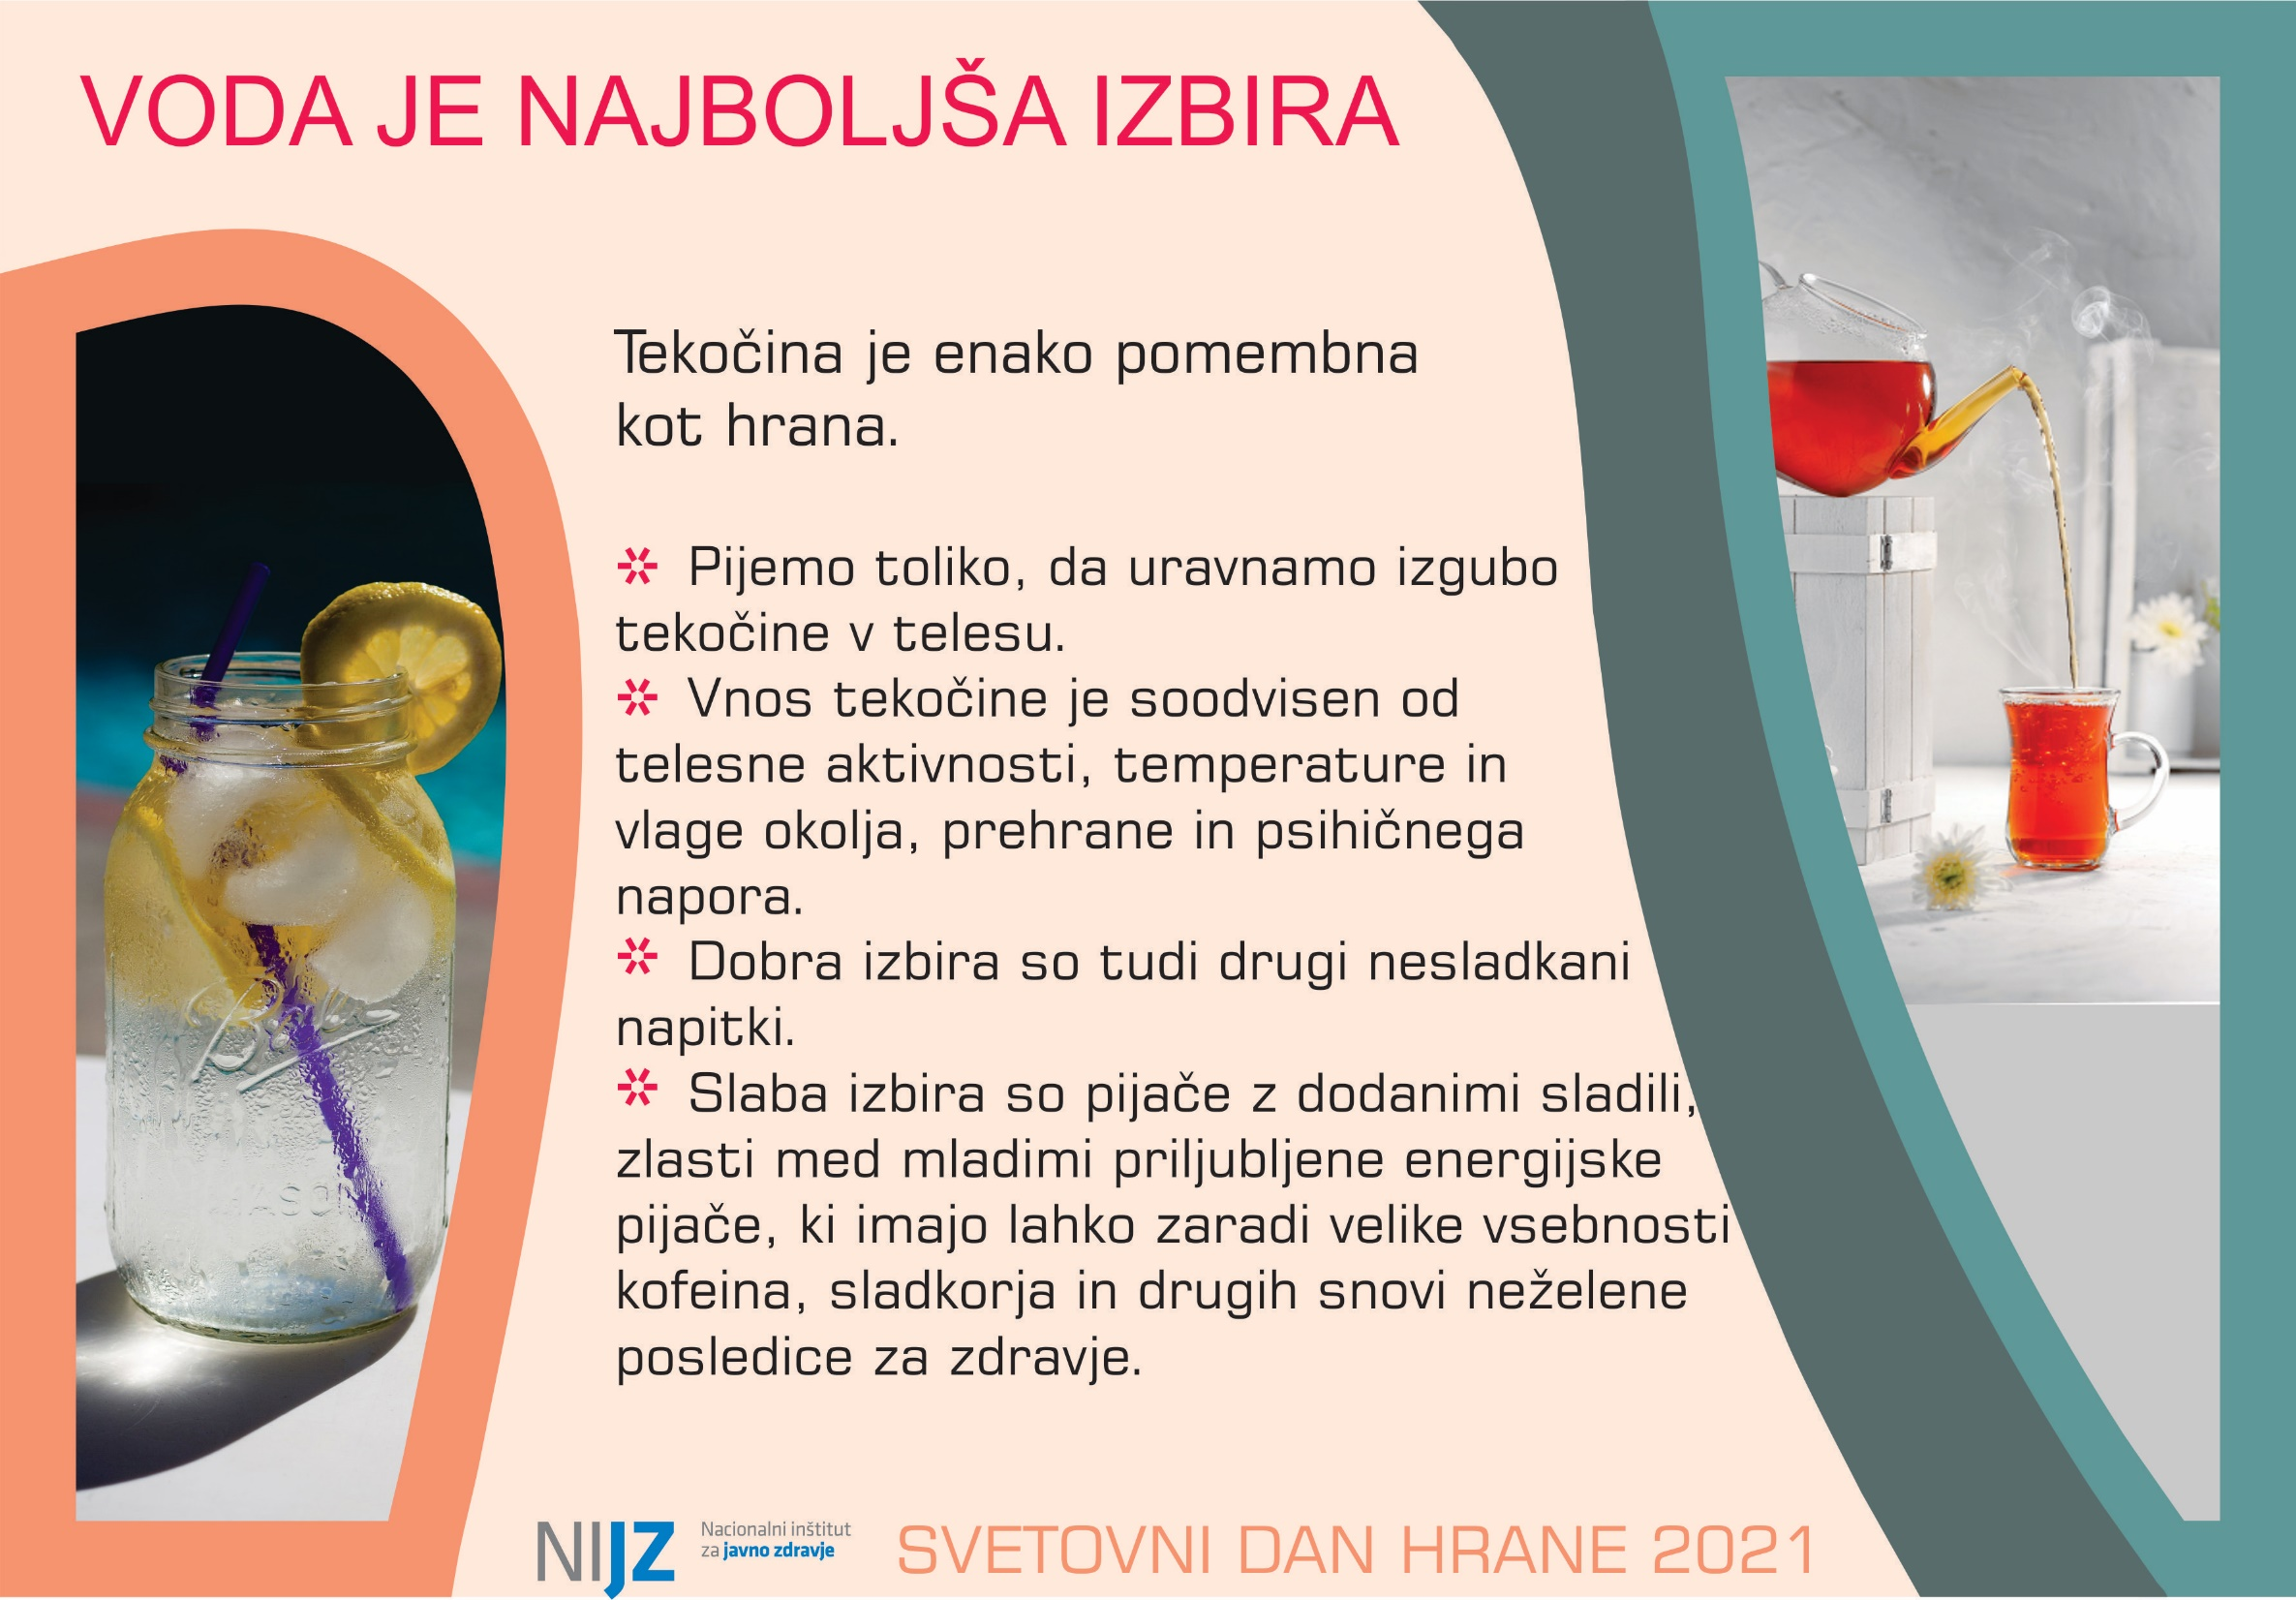 VODA JE NAJBOLJŠA IZBIRA
Tekočina je enako pomembna
kot hrana.
✲ Pijemo toliko, da uravnamo izgubo
tekočine v telesu.
✲ Vnos tekočine je soodvisen od
telesne aktivnosti, temperature in
vlage okolja, prehrane in psihičnega
napora.
✲ Dobra izbira so tudi drugi nesladkani
napitki.
✲ Slaba izbira so pijače z dodanimi sladili,
zlasti med mladimi priljubljene energijske
pijače, ki imajo lahko zaradi velike vsebnosti
kofeina, sladkorja in drugih snovi neželene
posledice za zdravje.
Ball
MASON
NIJZ
Nacionalni inštitut
za javno zdravje
SVETOVNI DAN HRANE 2021